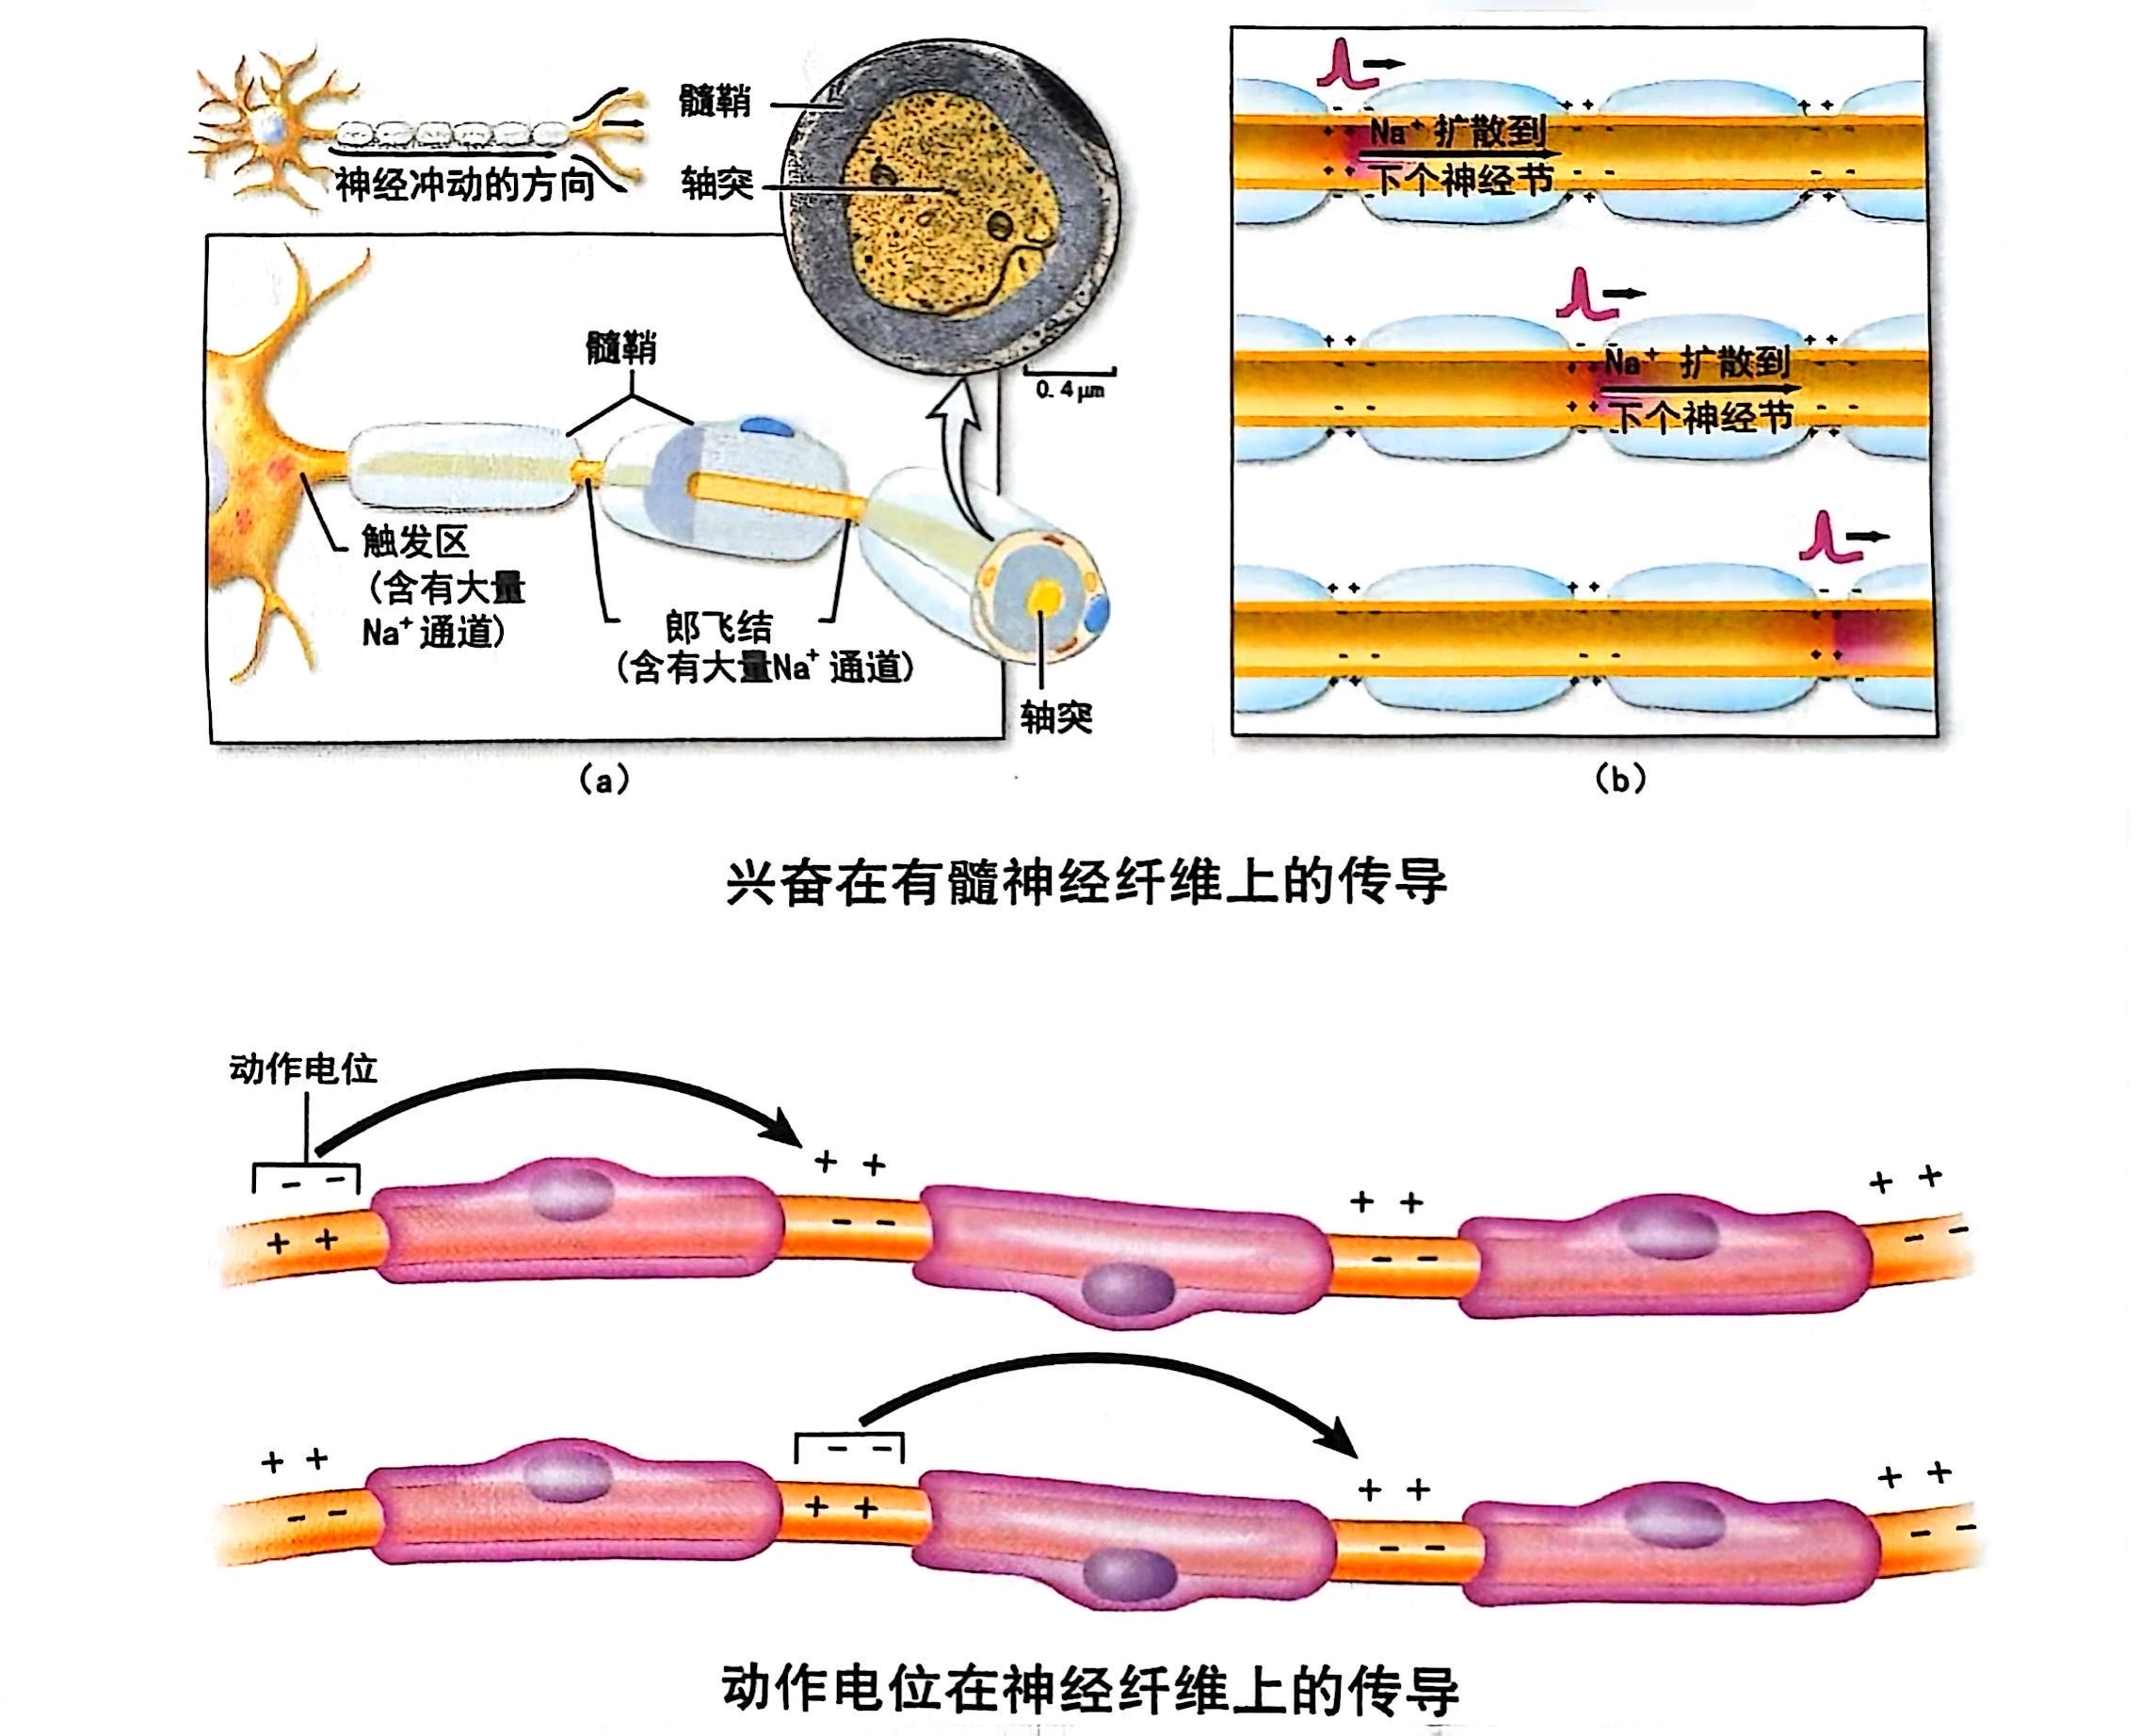 髓鞘
轴突
神经冲动的方向
0.4μm
髓鞘
触发区
(含有大量
Na⁺通道)
郎飞结
(含有大量Na⁺通道)
轴突
(a)
Na⁺ 扩散到
下个神经节
Na⁺ 扩散到
下个神经节
(b)
兴奋在有髓神经纤维上的传导
动作电位
动作电位在神经纤维上的传导